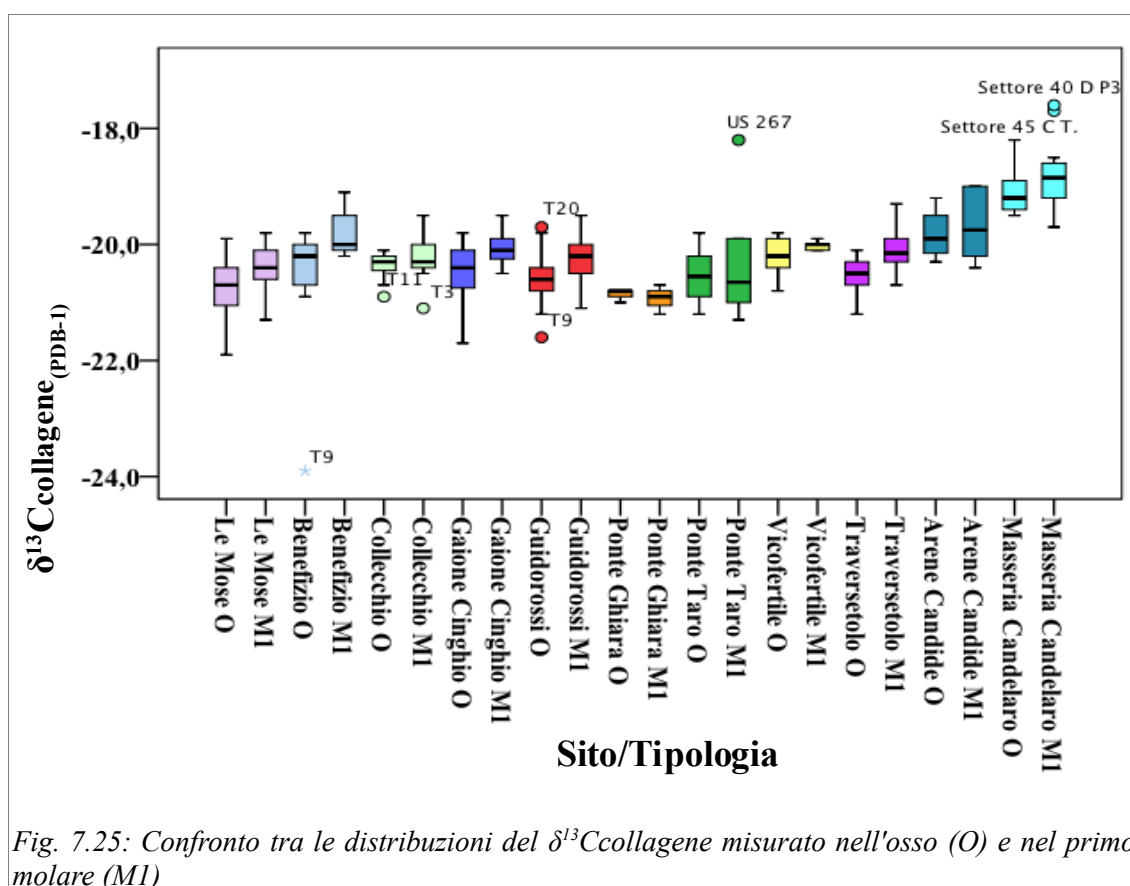 δ13Ccollagene(PDB-1)
-18,0
-20,0
-22,0
-24,0
Settore 40 D P3
Settore 45 C T.
US 267
T20
T11
T3
T9
T9
Le Mose O
Le Mose M1
Benefizio O
Benefizio M1
Collecchio O
Collecchio M1
Gaione Cinghio O
Gaione Cinghio M1
Guidorossi O
Guidorossi M1
Ponte Ghiara O
Ponte Ghiara M1
Ponte Taro O
Ponte Taro M1
Vicofertile O
Vicofertile M1
Traversetolo O
Traversetolo M1
Arene Candide O
Arene Candide M1
Masseria Candelaro O
Masseria Candelaro M1
Sito/Tipologia
Fig. 7.25: Confronto tra le distribuzioni del δ13Ccollagene misurato nell'osso (O) e nel primo
molare (M1)